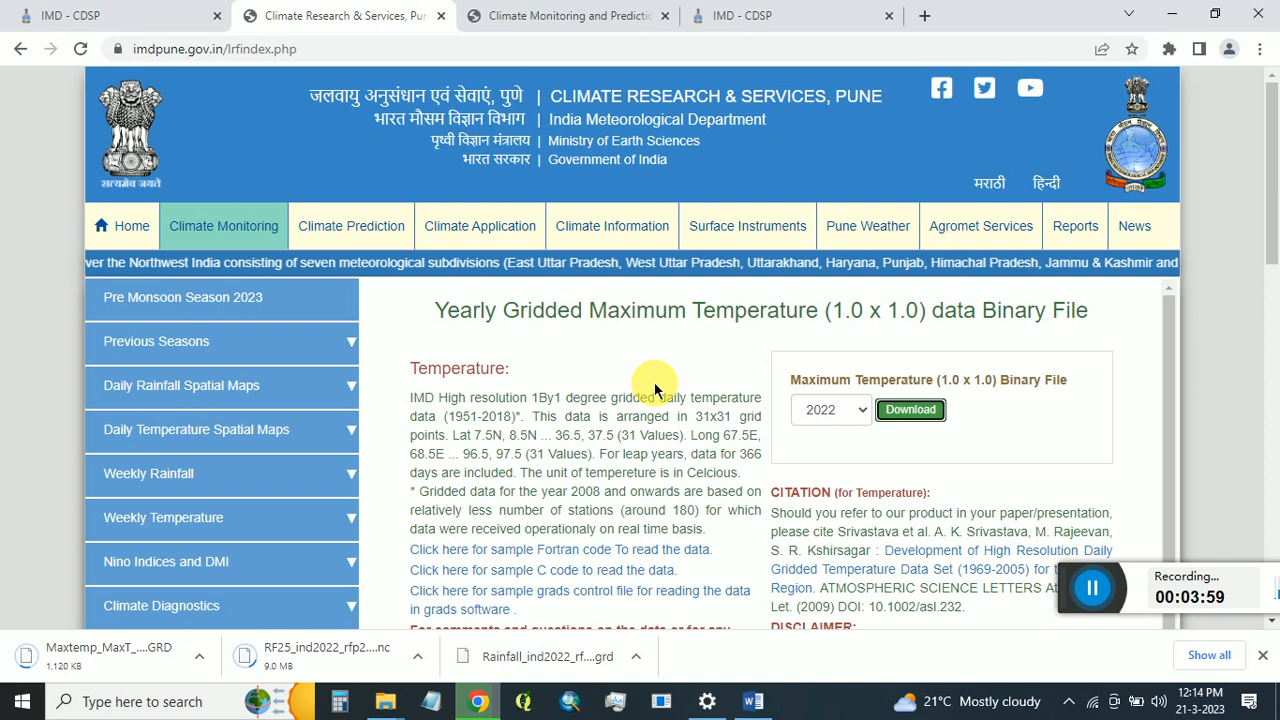 IMD - CDSP
Climate Research & Services, Pu
Climate Monitoring and Predictio
IMD - CDSP
imdpune.gov.in/lrfindex.php
जलवायु अनुसंधान एवं सेवाएं, पुणे | CLIMATE RESEARCH & SERVICES, PUNE
भारत मौसम विज्ञान विभाग | India Meteorological Department
पृथ्वी विज्ञान मंत्रालय | Ministry of Earth Sciences
भारत सरकार | Government of India
सत्यमेव जयते
मराठी हिन्दी
Home Climate Monitoring Climate Prediction Climate Application Climate Information Surface Instruments Pune Weather Agromet Services Reports News
ver the Northwest India consisting of seven meteorological subdivisions (East Uttar Pradesh, West Uttar Pradesh, Uttarakhand, Haryana, Punjab, Himachal Pradesh, Jammu & Kashmir and
Pre Monsoon Season 2023
Previous Seasons
Daily Rainfall Spatial Maps
Daily Temperature Spatial Maps
Weekly Rainfall
Weekly Temperature
Nino Indices and DMI
Climate Diagnostics
Yearly Gridded Maximum Temperature (1.0 x 1.0) data Binary File
Temperature:
IMD High resolution 1By1 degree gridded daily temperature
data (1951-2018)*. This data is arranged in 31x31 grid
points. Lat 7.5N, 8.5N ... 36.5, 37.5 (31 Values). Long 67.5E,
68.5E ... 96.5, 97.5 (31 Values). For leap years, data for 366
days are included. The unit of tempereture is in Celcious.
* Gridded data for the year 2008 and onwards are based on
relatively less number of stations (around 180) for which
data were received operationaly on real time basis.
Click here for sample Fortran code To read the data.
Click here for sample C code to read the data.
Click here for sample grads control file for reading the data
in grads software .
For comments and questions on the data or for any
Maximum Temperature (1.0 x 1.0) Binary File
2022 Download
CITATION (for Temperature):
Should you refer to our product in your paper/presentation,
please cite Srivastava et al. A. K. Srivastava, M. Rajeevan,
S. R. Kshirsagar : Development of High Resolution Daily
Gridded Temperature Data Set (1969-2005) for
Region. ATMOSPHERIC SCIENCE LETTERS At
Let. (2009) DOI: 10.1002/asl.232.
DISCLAIMER:
Recording...
00:03:59
Maxtemp_MaxT_....GRD
1,120 KB
RF25_ind2022_rfp2....nc
9.0 MB
Rainfall_ind2022_rf....grd
Show all
Type here to search
21°C Mostly cloudy
12:14 PM
21-3-2023